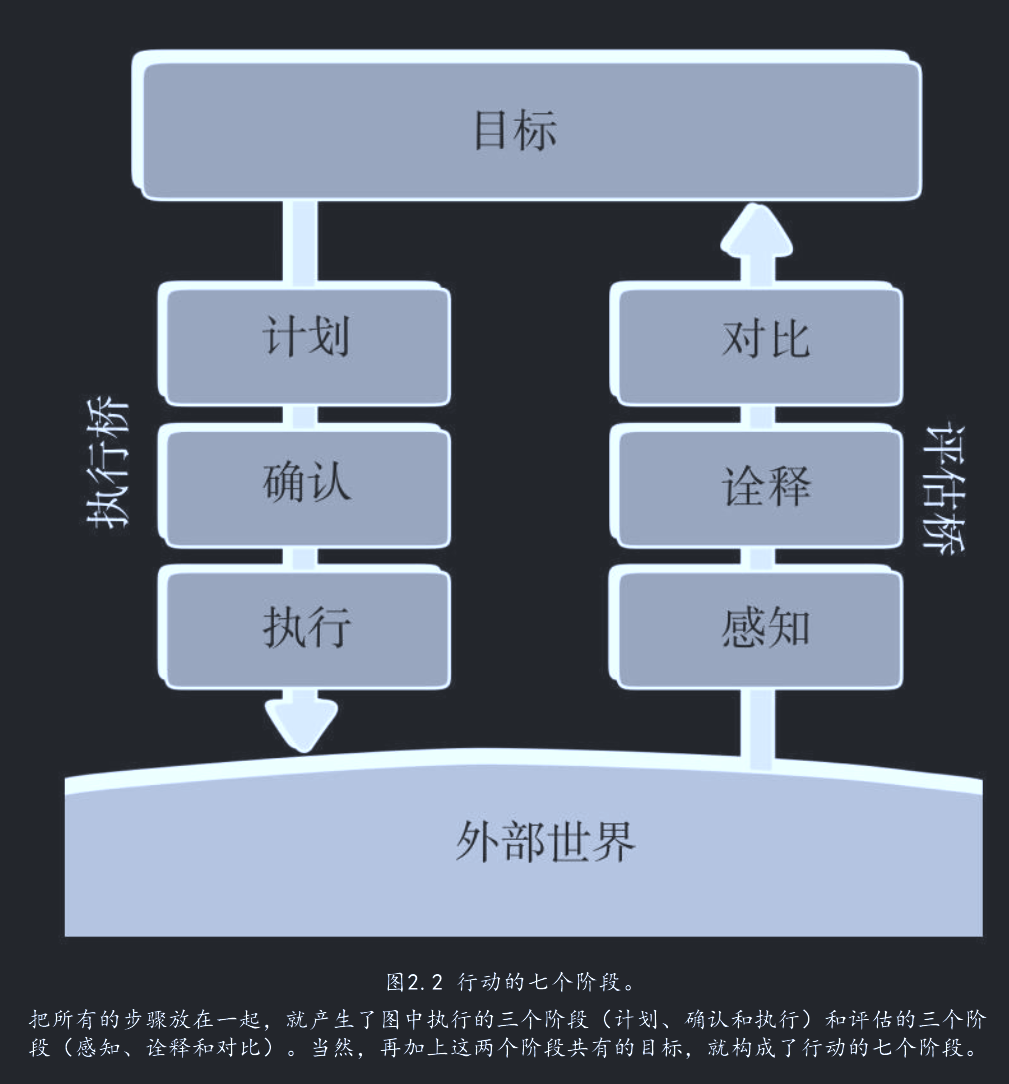 目标
计划
对比
执行桥
确认
诠释
评估桥
执行
感知
外部世界
图2.2 行动的七个阶段。
把所有的步骤放在一起，就产生了图中执行的三个阶段（计划、确认和执行）和评估的三个阶
段（感知、诠释和对比）。当然，再加上这两个阶段共有的目标，就构成了行动的七个阶段。